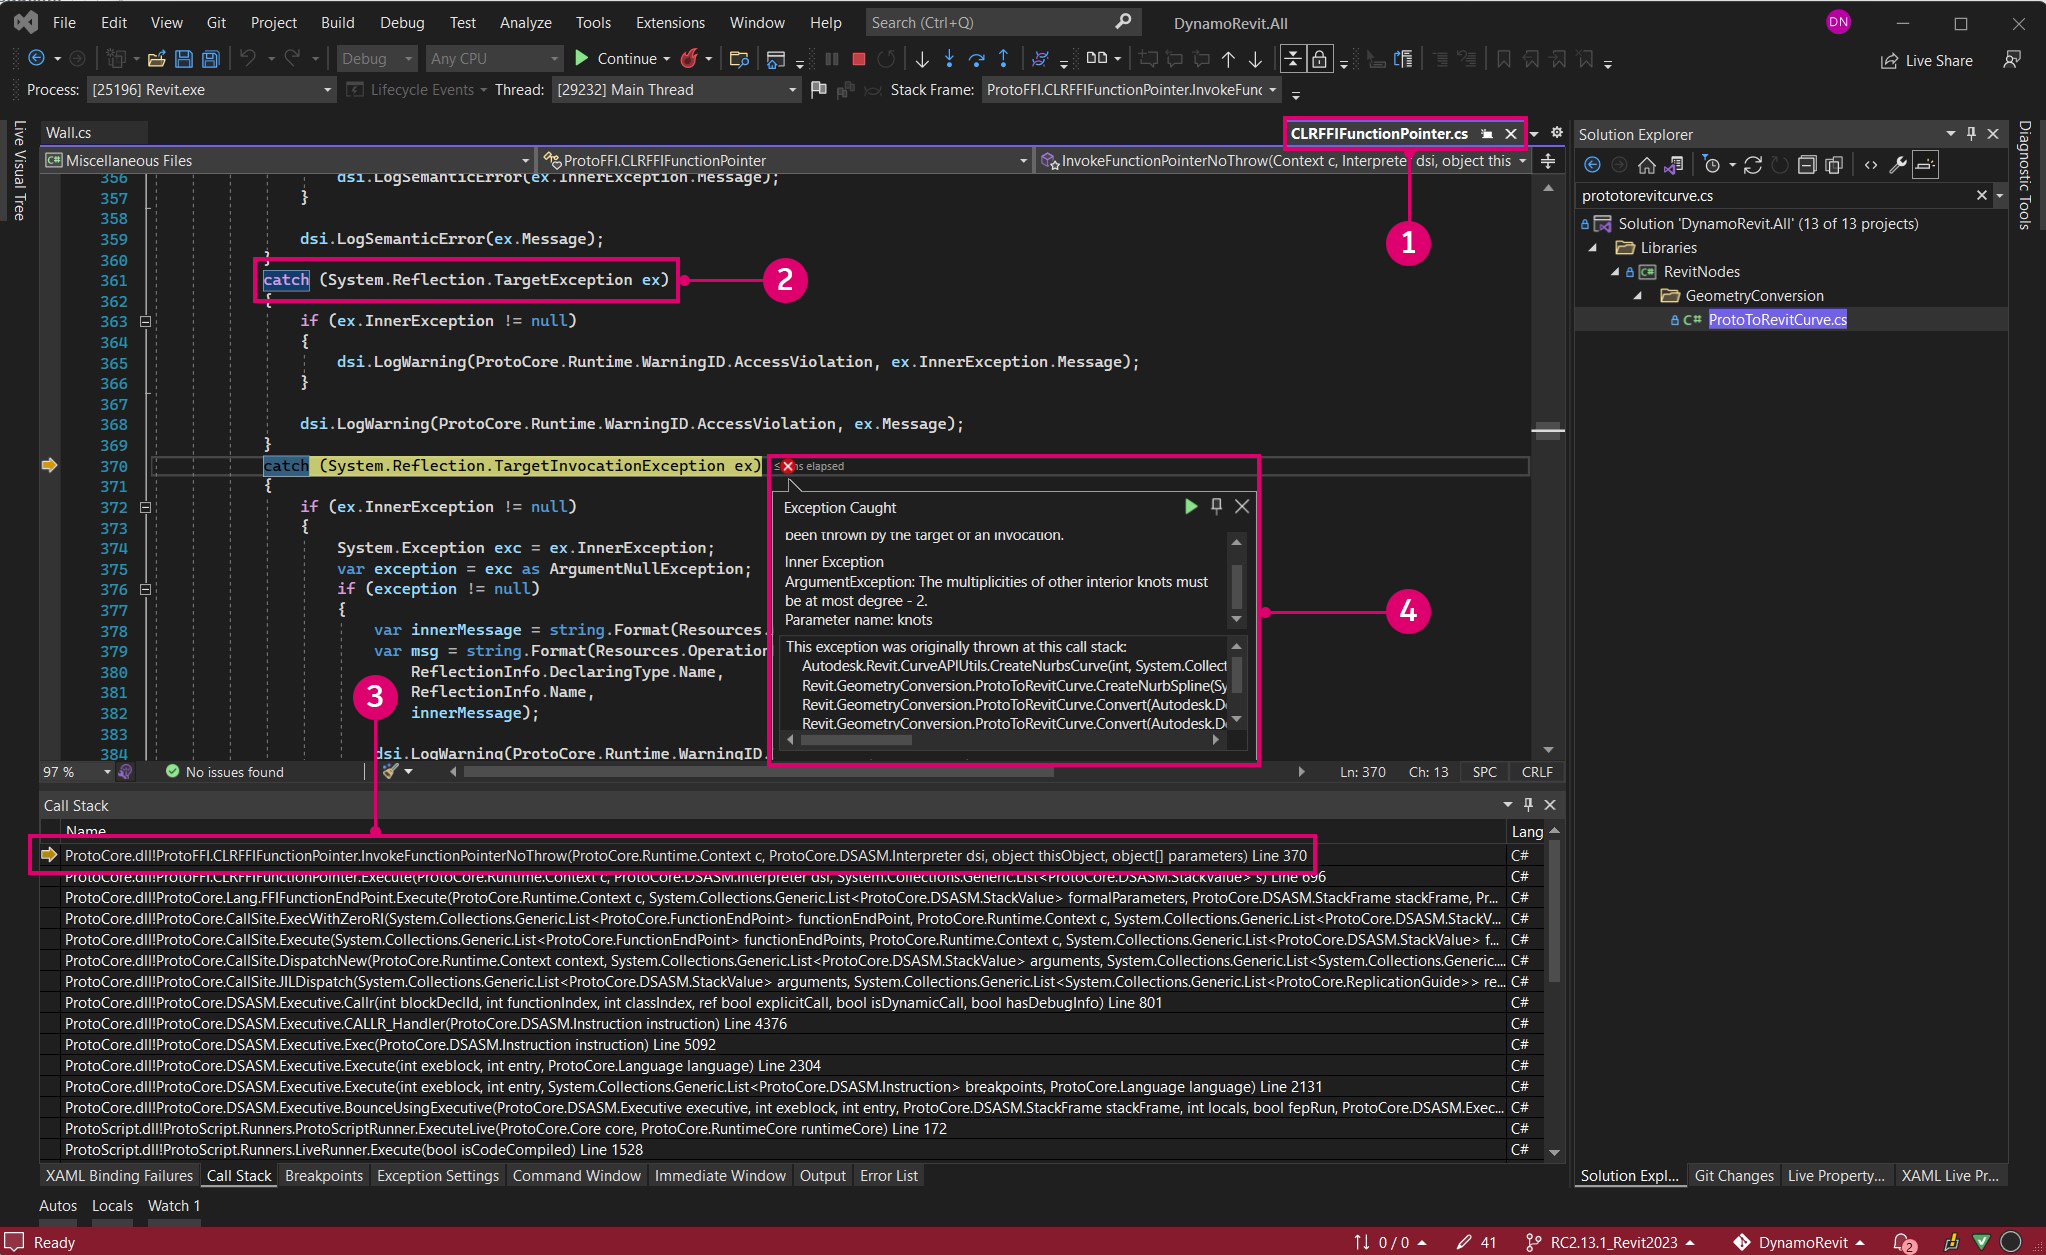 File Edit View Git Project Build Debug Test Analyze Tools Extensions Window Help Search (Ctrl+Q) DynamoRevit.All DN
Debug Any CPU Continue Live Share
Process: [25196] Revit.exe Lifecycle Events Thread: [29232] Main Thread Stack Frame: ProtoFFI.CLRFFIFunctionPointer.InvokeFunc
Live Visual Tree
Wall.cs CLRFFIFunctionPointer.cs
Miscellaneous Files ProtoFFI.CLRFFIFunctionPointer InvokeFunctionPointerNoThrow(Context c, Interpreter dsi, object this
1
356 dsi.LogSemanticError(ex.InnerException.Message);
357 }
358
359 dsi.LogSemanticError(ex.Message);
360 }
361 catch (System.Reflection.TargetException ex)
2
362 {
363 if (ex.InnerException != null)
364 {
365 dsi.LogWarning(ProtoCore.Runtime.WarningID.AccessViolation, ex.InnerException.Message);
366 }
367
368 dsi.LogWarning(ProtoCore.Runtime.WarningID.AccessViolation, ex.Message);
369 }
370 catch (System.Reflection.TargetInvocationException ex) elapsed
371 {
372 if (ex.InnerException != null)
373 {
374 System.Exception exc = ex.InnerException;
375 var exception = exc as ArgumentNullException;
376 if (exception != null)
377 {
378 var innerMessage = string.Format(Resources.
379 var msg = string.Format(Resources.Operation
380 ReflectionInfo.DeclaringType.Name,
381 ReflectionInfo.Name,
382 innerMessage);
383
384 dsi.LogWarning(ProtoCore.Runtime.WarningID.
3
Exception Caught
been thrown by the target of an invocation.
Inner Exception
ArgumentException: The multiplicities of other interior knots must
be at most degree - 2.
Parameter name: knots
This exception was originally thrown at this call stack:
Autodesk.Revit.CurveAPIUtils.CreateNurbsCurve(int, System.Collect
Revit.GeometryConversion.ProtoToRevitCurve.CreateNurbSpline(Sy
Revit.GeometryConversion.ProtoToRevitCurve.Convert(Autodesk.De
Revit.GeometryConversion.ProtoToRevitCurve.Convert(Autodesk.De
4
97 % No issues found Ln: 370 Ch: 13 SPC CRLF
Call Stack
Name Lang
ProtoCore.dll!ProtoFFI.CLRFFIFunctionPointer.InvokeFunctionPointerNoThrow(ProtoCore.Runtime.Context c, ProtoCore.DSASM.Interpreter dsi, object thisObject, object[] parameters) Line 370 C#
ProtoCore.dll!ProtoFFI.CLRFFIFunctionPointer.Execute(ProtoCore.Runtime.Context c, ProtoCore.DSASM.Interpreter dsi, System.Collections.Generic.List<ProtoCore.DSASM.StackValue> s) Line 696 C#
ProtoCore.dll!ProtoCore.Lang.FFIFunctionEndPoint.Execute(ProtoCore.Runtime.Context c, System.Collections.Generic.List<ProtoCore.DSASM.StackValue> formalParameters, ProtoCore.DSASM.StackFrame stackFrame, Pr... C#
ProtoCore.dll!ProtoCore.CallSite.ExecWithZeroRI(System.Collections.Generic.List<ProtoCore.FunctionEndPoint> functionEndPoint, ProtoCore.Runtime.Context c, System.Collections.Generic.List<ProtoCore.DSASM.StackV... C#
ProtoCore.dll!ProtoCore.CallSite.Execute(System.Collections.Generic.List<ProtoCore.FunctionEndPoint> functionEndPoints, ProtoCore.Runtime.Context c, System.Collections.Generic.List<ProtoCore.DSASM.StackValue> f... C#
ProtoCore.dll!ProtoCore.CallSite.DispatchNew(ProtoCore.Runtime.Context context, System.Collections.Generic.List<ProtoCore.DSASM.StackValue> arguments, System.Collections.Generic.List<System.Collections.Generic.... C#
ProtoCore.dll!ProtoCore.CallSite.JILDispatch(System.Collections.Generic.List<ProtoCore.DSASM.StackValue> arguments, System.Collections.Generic.List<System.Collections.Generic.List<ProtoCore.ReplicationGuide>> re... C#
ProtoCore.dll!ProtoCore.DSASM.Executive.Callr(int blockDeclId, int functionIndex, int classIndex, ref bool explicitCall, bool isDynamicCall, bool hasDebugInfo) Line 801 C#
ProtoCore.dll!ProtoCore.DSASM.Executive.CALLR_Handler(ProtoCore.DSASM.Instruction instruction) Line 4376 C#
ProtoCore.dll!ProtoCore.DSASM.Executive.Exec(ProtoCore.DSASM.Instruction instruction) Line 5092 C#
ProtoCore.dll!ProtoCore.DSASM.Executive.Execute(int exeblock, int entry, ProtoCore.Language language) Line 2304 C#
ProtoCore.dll!ProtoCore.DSASM.Executive.Execute(int exeblock, int entry, System.Collections.Generic.List<ProtoCore.DSASM.Instruction> breakpoints, ProtoCore.Language language) Line 2131 C#
ProtoCore.dll!ProtoCore.DSASM.Executive.BounceUsingExecutive(ProtoCore.DSASM.Executive executive, int exeblock, int entry, ProtoCore.DSASM.StackFrame stackFrame, int locals, bool fepRun, ProtoCore.DSASM.Exec... C#
ProtoScript.dll!ProtoScript.Runners.ProtoScriptRunner.ExecuteLive(ProtoCore.Core core, ProtoCore.RuntimeCore runtimeCore) Line 172 C#
ProtoScript.dll!ProtoScript.Runners.LiveRunner.Execute(bool isCodeCompiled) Line 1528 C#
XAML Binding Failures Call Stack Breakpoints Exception Settings Command Window Immediate Window Output Error List
Autos Locals Watch 1
Solution Explorer
prototorevitcurve.cs
Solution 'DynamoRevit.All' (13 of 13 projects)
Libraries
C# RevitNodes
GeometryConversion
C# ProtoToRevitCurve.cs
Diagnostic Tools
Solution Expl... Git Changes Live Property... XAML Live Pr...
Ready 0 / 0 41 RC2.13.1_Revit2023 DynamoRevit 2